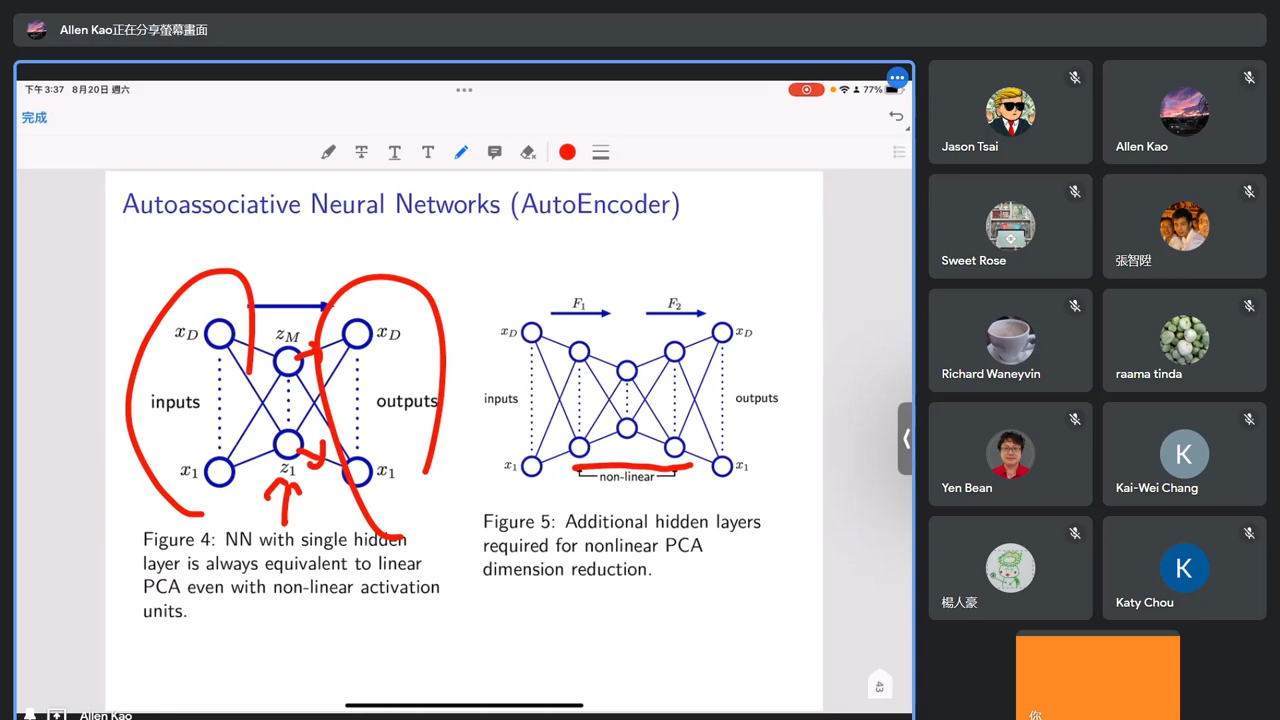 Allen Kao正在分享螢幕畫面
下午3:37 8月20日 週六
77%
完成
Autoassociative Neural Networks (AutoEncoder)
x_D
z_M
x_D
inputs
outputs
x_1
z_1
x_1
Figure 4: NN with single hidden
layer is always equivalent to linear
PCA even with non-linear activation
units.
F_1
F_2
x_D
x_D
inputs
outputs
x_1
non-linear
x_1
Figure 5: Additional hidden layers
required for nonlinear PCA
dimension reduction.
43
Allen Kao
Jason Tsai
Allen Kao
Sweet Rose
張智陞
Richard Waneyvin
raama tinda
Yen Bean
K
Kai-Wei Chang
楊人豪
K
Katy Chou
你